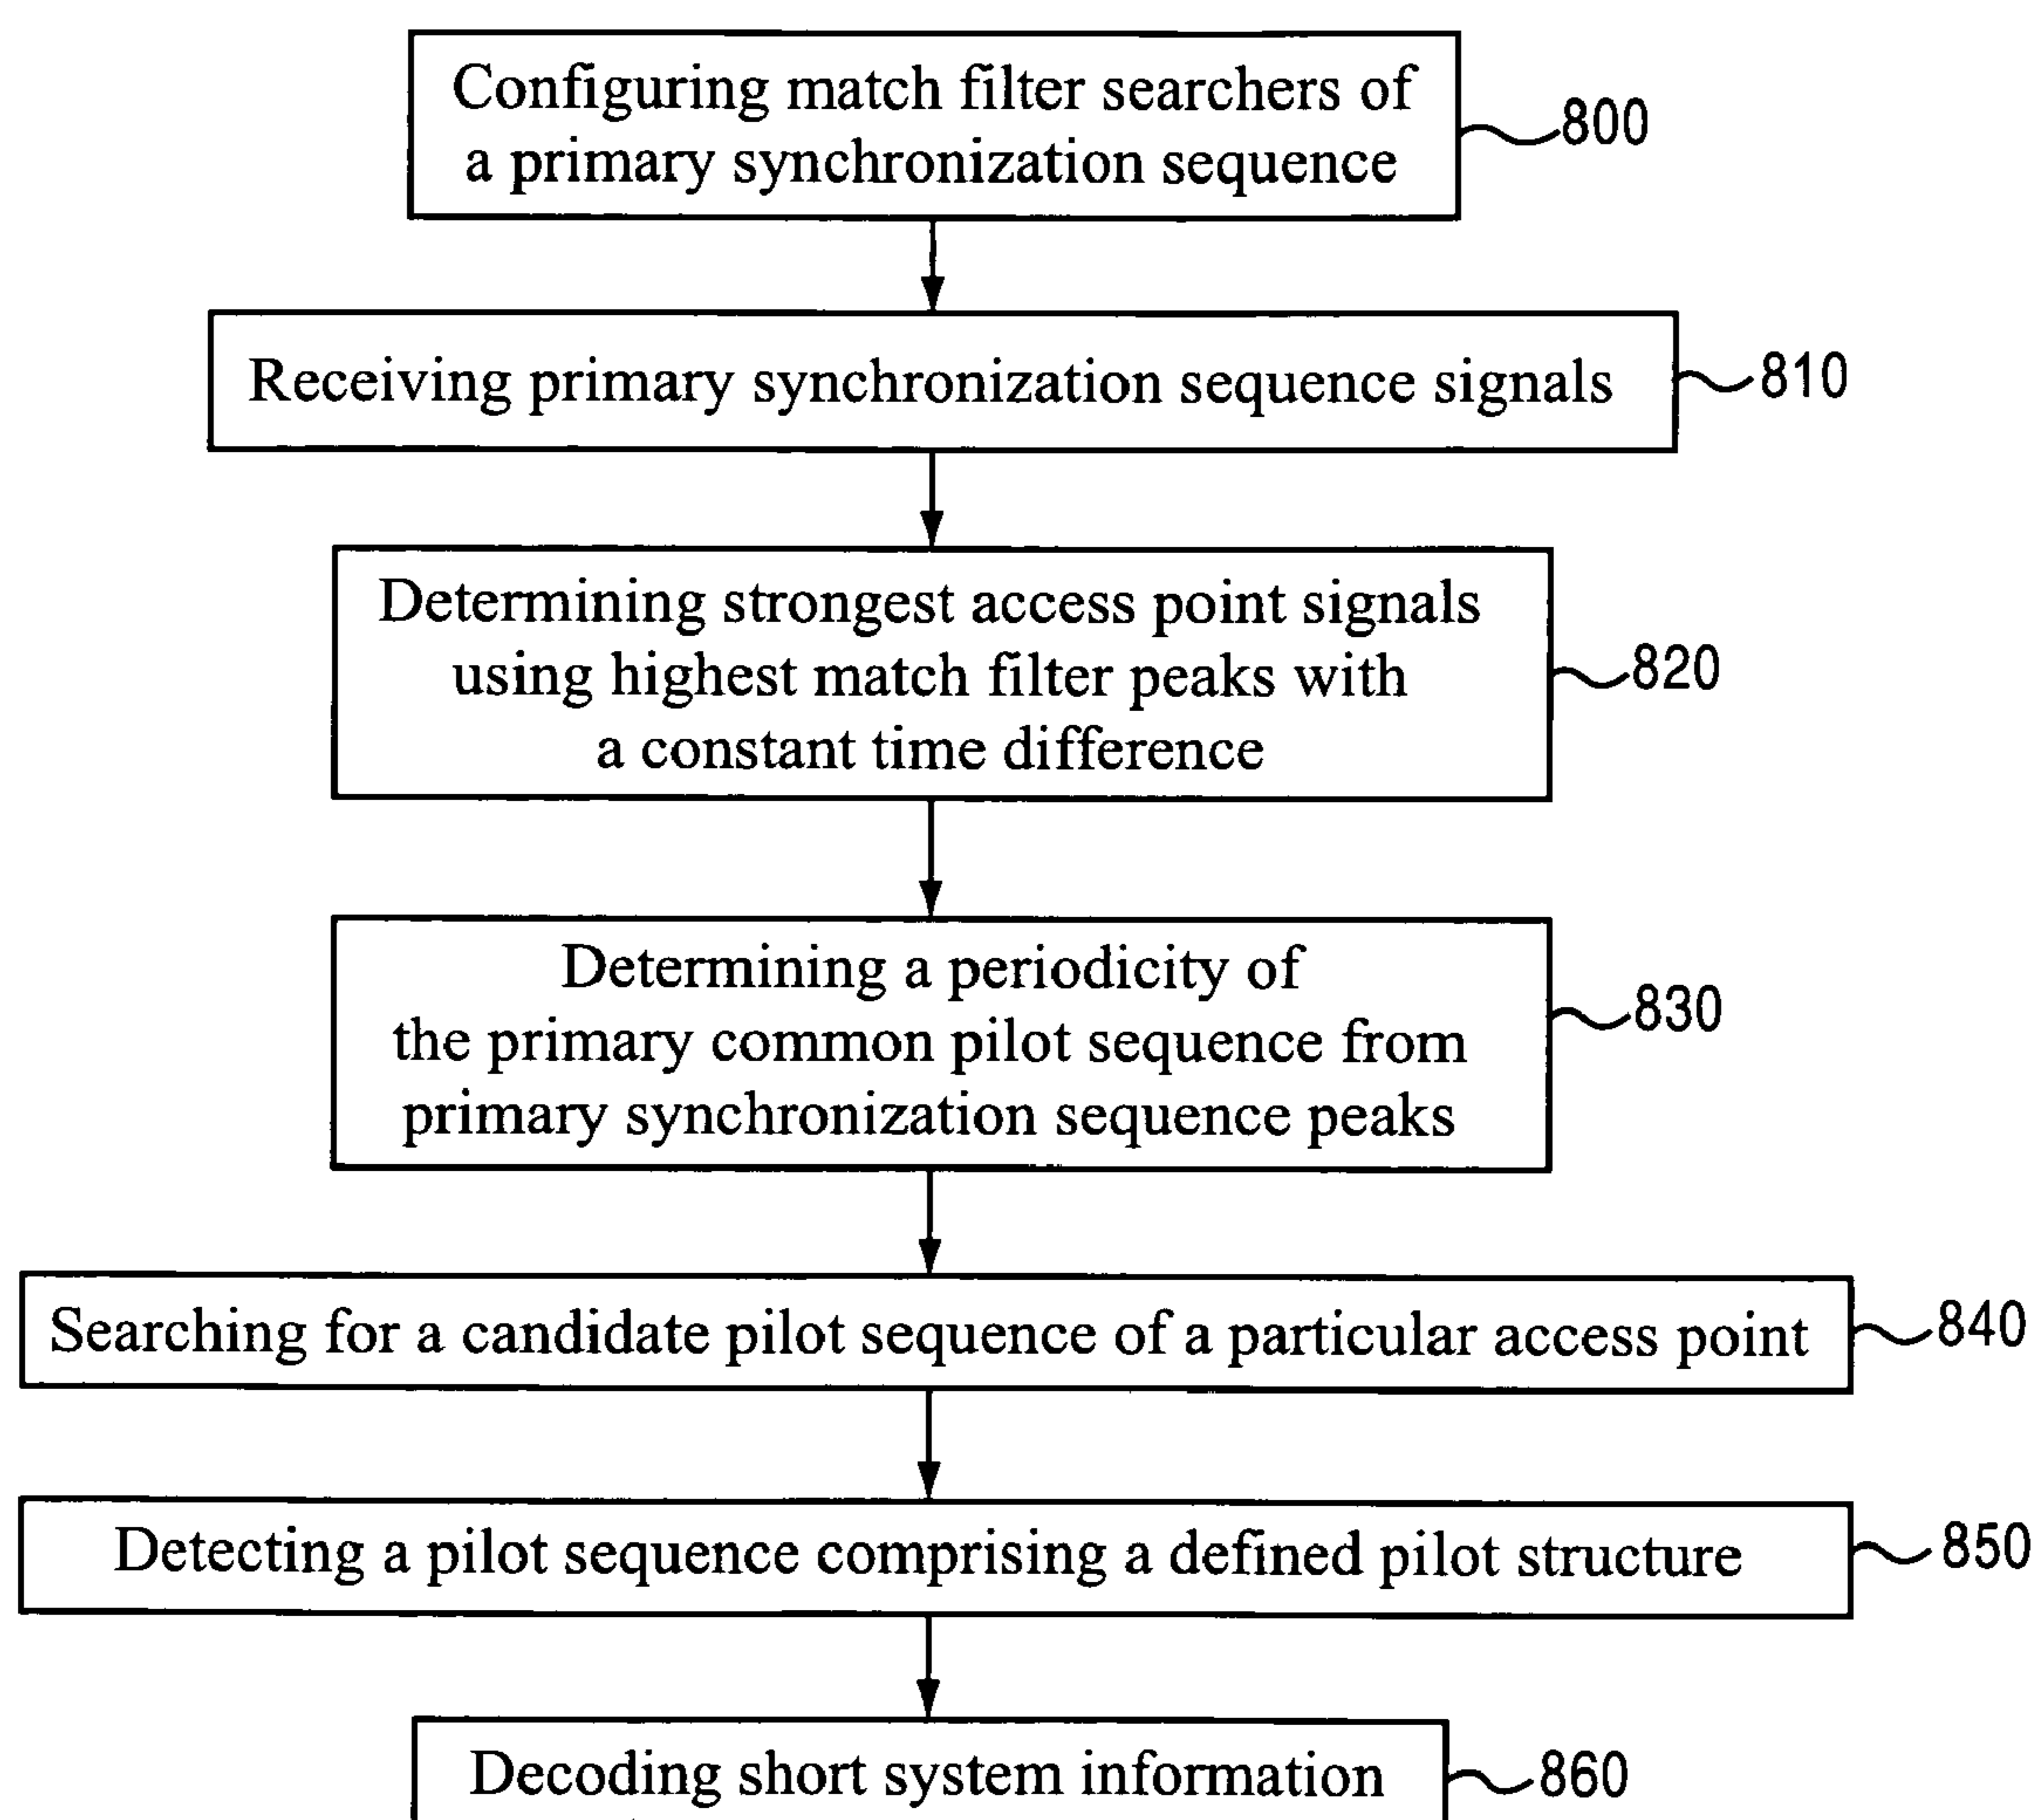 Configuring match filter searchers of
a primary synchronization sequence
800
Receiving primary synchronization sequence signals
810
Determining strongest access point signals
using highest match filter peaks with
a constant time difference
820
Determining a periodicity of
the primary common pilot sequence from
primary synchronization sequence peaks
830
Searching for a candidate pilot sequence of a particular access point
840
Detecting a pilot sequence comprising a defined pilot structure
850
Decoding short system information
860